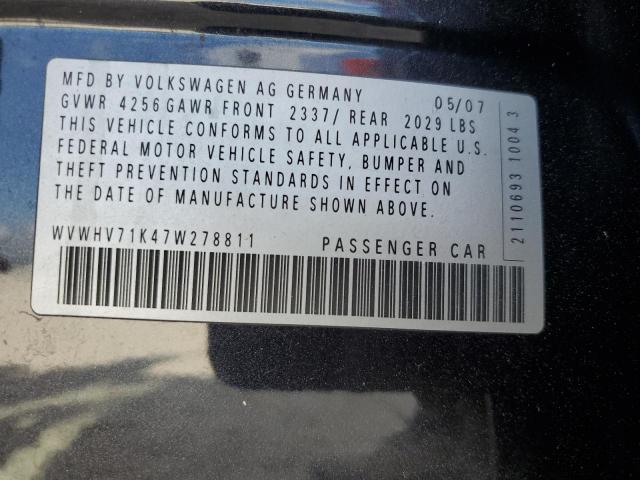 MFD BY VOLKSWAGEN AG GERMANY 05/07
GVWR 4256 GAWR FRONT 2337/ REAR 2029 LBS
THIS VEHICLE CONFORMS TO ALL APPLICABLE U.S.
FEDERAL MOTOR VEHICLE SAFETY, BUMPER AND
THEFT PREVENTION STANDARDS IN EFFECT ON
THE DATE OF MANUFACTURE SHOWN ABOVE.
WVWHV71K47W278811 PASSENGER CAR
2110693 1004 3